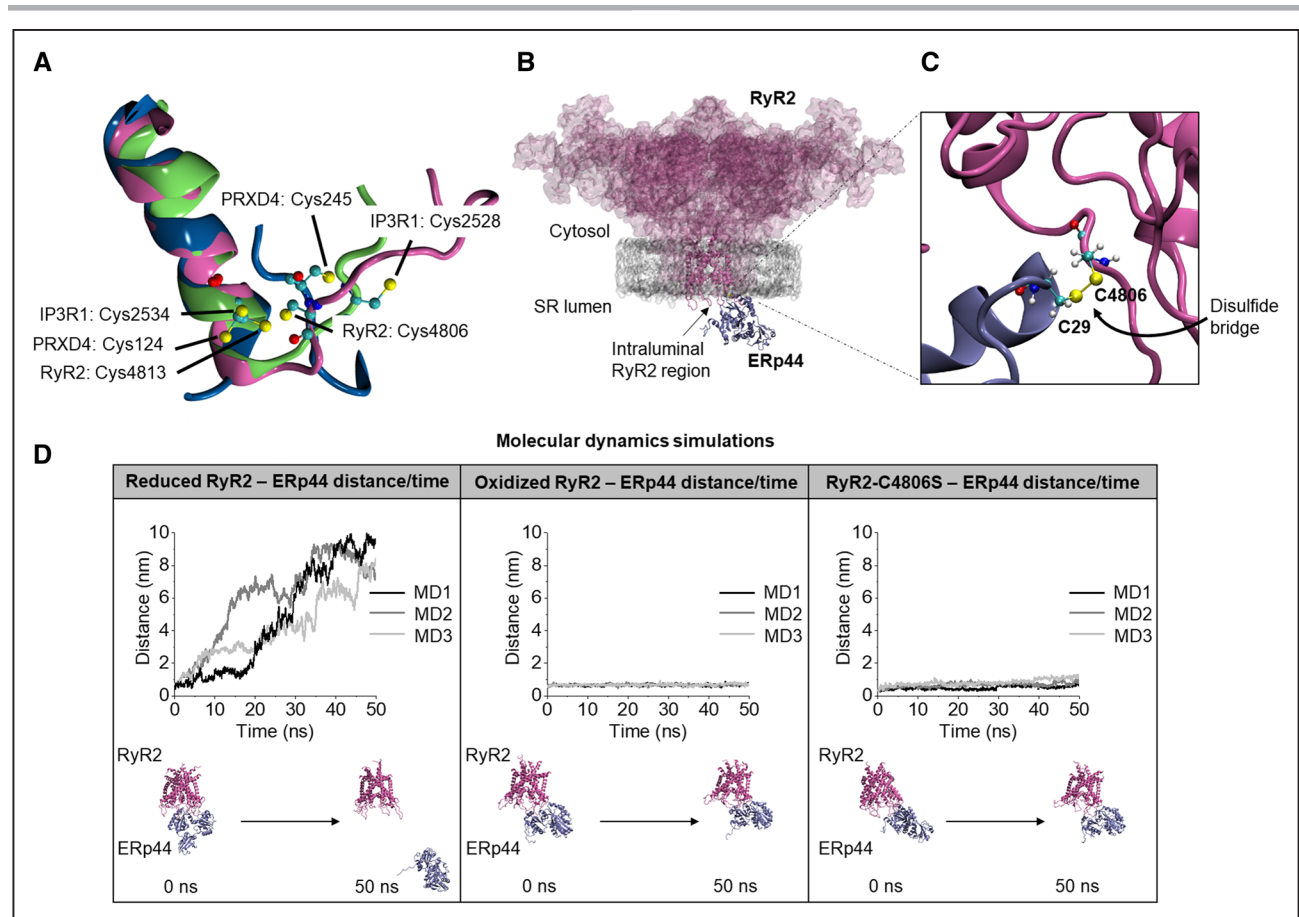 A
PRXD4: Cys245
IP3R1: Cys2528
IP3R1: Cys2534
PRXD4: Cys124
RyR2: Cys4813
RyR2: Cys4806
B
RyR2
Cytosol
SR lumen
Intraluminal
RyR2 region
ERp44
C
C4806
C29
Disulfide
bridge
D
Molecular dynamics simulations
Reduced RyR2 – ERp44 distance/time
Distance (nm)
10
8
6
4
2
0
MD1
MD2
MD3
0 10 20 30 40 50
Time (ns)
RyR2
ERp44
0 ns
50 ns
Oxidized RyR2 – ERp44 distance/time
Distance (nm)
10
8
6
4
2
0
MD1
MD2
MD3
0 10 20 30 40 50
Time (ns)
RyR2
ERp44
0 ns
50 ns
RyR2-C4806S – ERp44 distance/time
Distance (nm)
10
8
6
4
2
0
MD1
MD2
MD3
0 10 20 30 40 50
Time (ns)
RyR2
ERp44
0 ns
50 ns